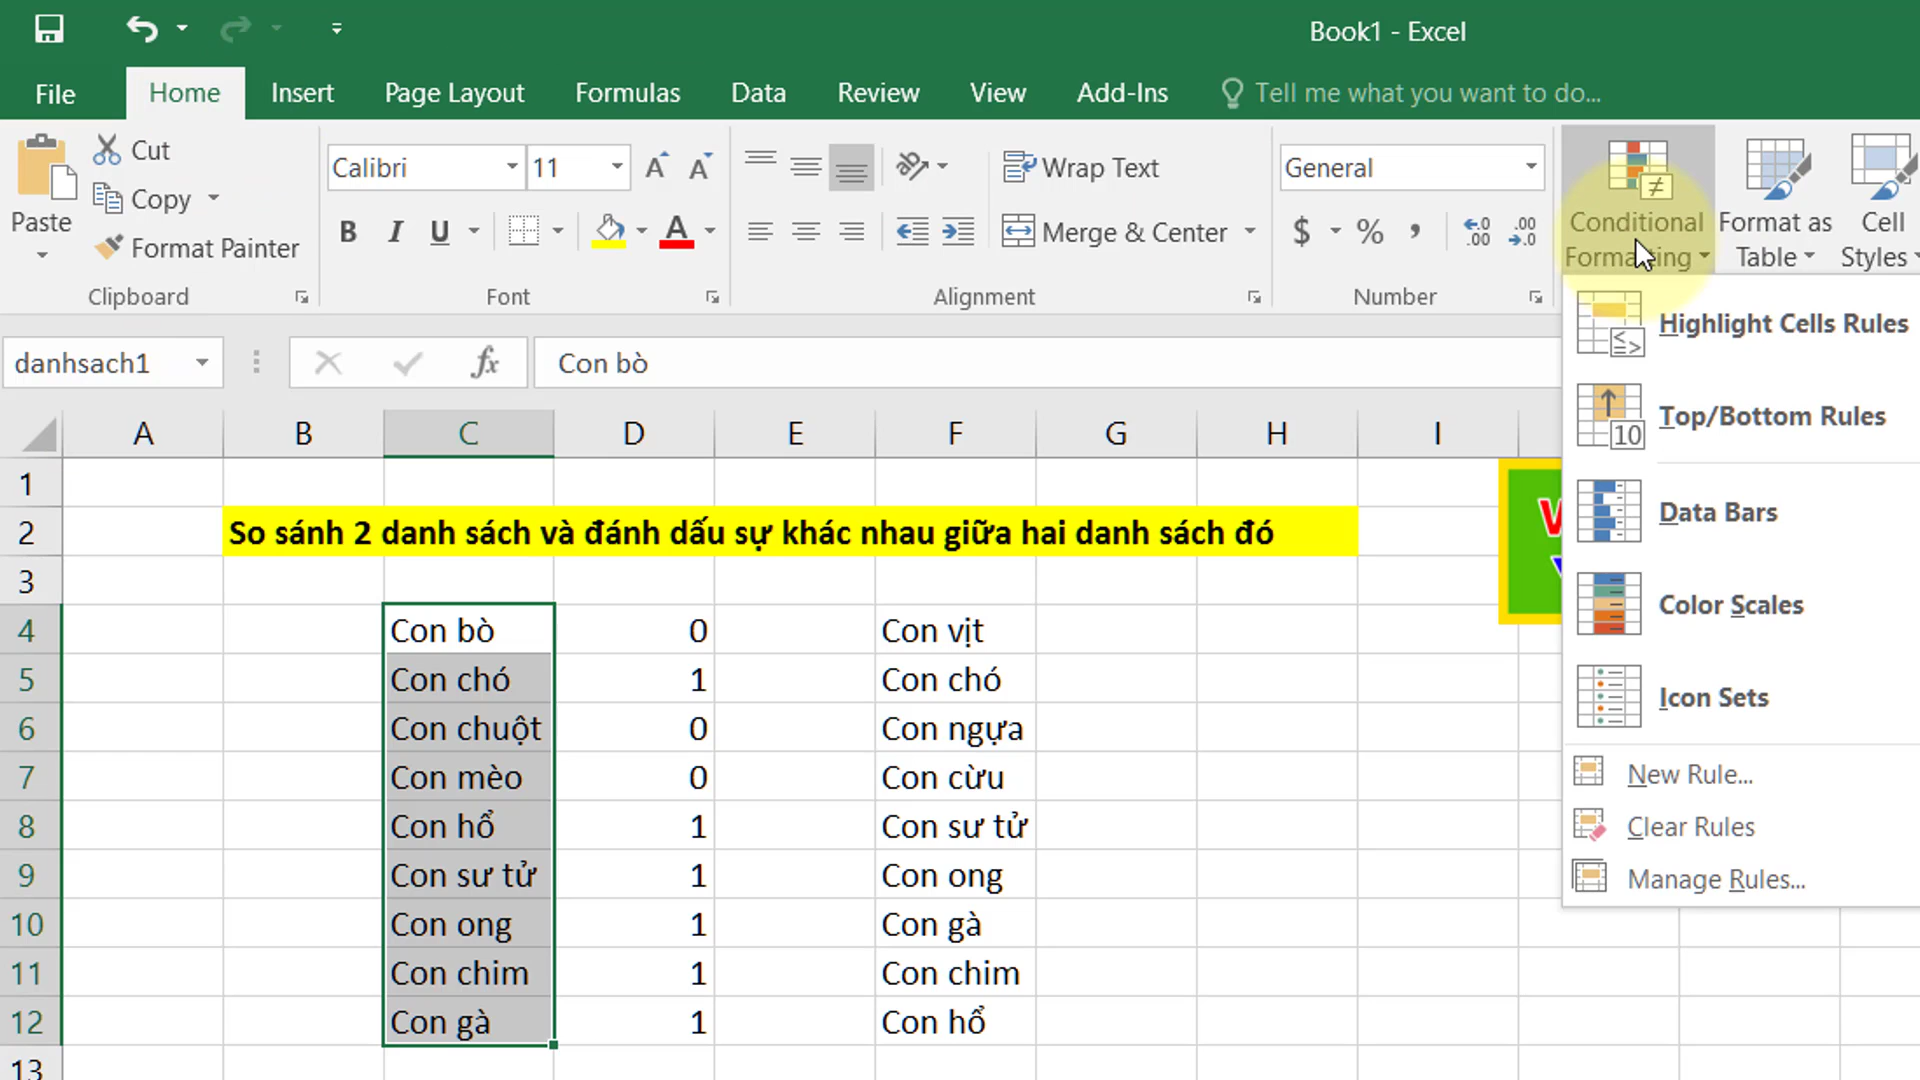 Book1 - Excel
File Home Insert Page Layout Formulas Data Review View Add-Ins Tell me what you want to do...
Paste
Cut
Copy
Format Painter
Clipboard
Calibri 11
B I U A
Font
Wrap Text
Merge & Center
Alignment
General
$ % ,
Number
Conditional Formatting
Format as Table
Cell Styles
Highlight Cells Rules
Top/Bottom Rules
Data Bars
Color Scales
Icon Sets
New Rule...
Clear Rules
Manage Rules...
danhsach1 fx Con bò
A B C D E F G H I
1
2 So sánh 2 danh sách và đánh dấu sự khác nhau giữa hai danh sách đó
3
4 Con bò 0 Con vịt
5 Con chó 1 Con chó
6 Con chuột 0 Con ngựa
7 Con mèo 0 Con cừu
8 Con hổ 1 Con sư tử
9 Con sư tử 1 Con ong
10 Con ong 1 Con gà
11 Con chim 1 Con chim
12 Con gà 1 Con hổ
13